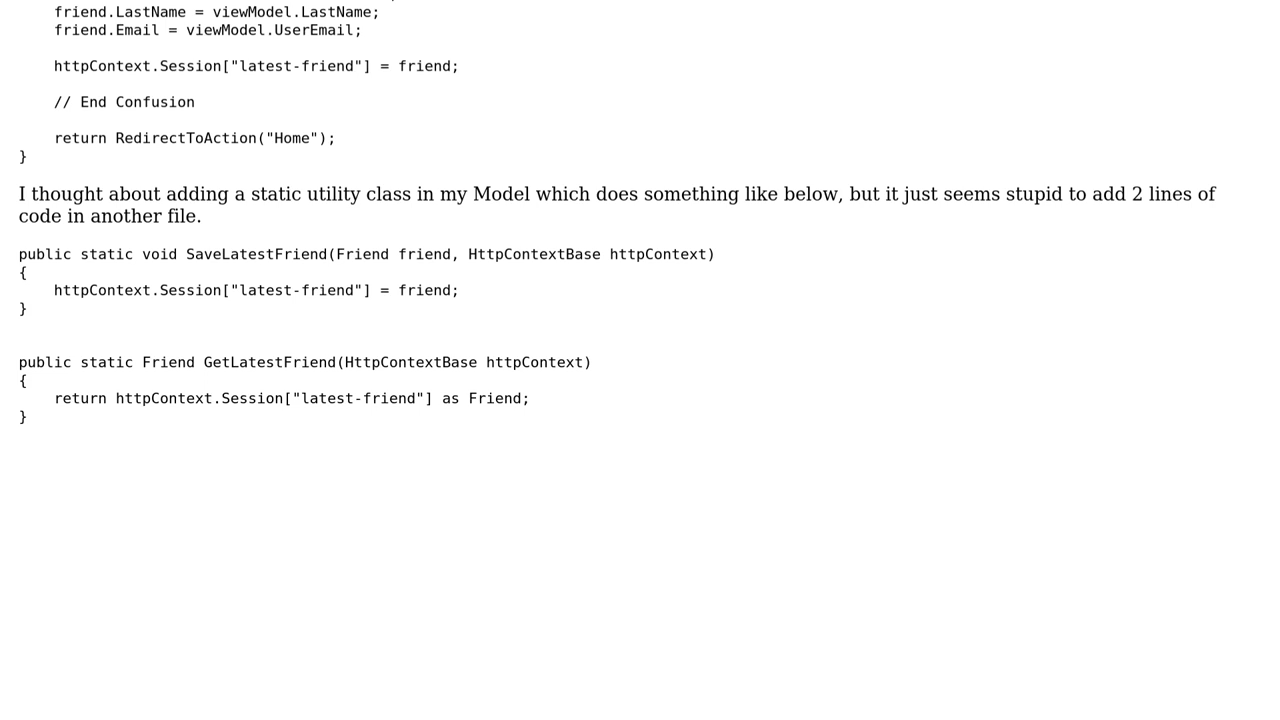 friend.LastName = viewModel.LastName;
    friend.Email = viewModel.UserEmail;

    httpContext.Session["latest-friend"] = friend;

    // End Confusion

    return RedirectToAction("Home");
}
I thought about adding a static utility class in my Model which does something like below, but it just seems stupid to add 2 lines of
code in another file.
public static void SaveLatestFriend(Friend friend, HttpContextBase httpContext)
{
    httpContext.Session["latest-friend"] = friend;
}

public static Friend GetLatestFriend(HttpContextBase httpContext)
{
    return httpContext.Session["latest-friend"] as Friend;
}